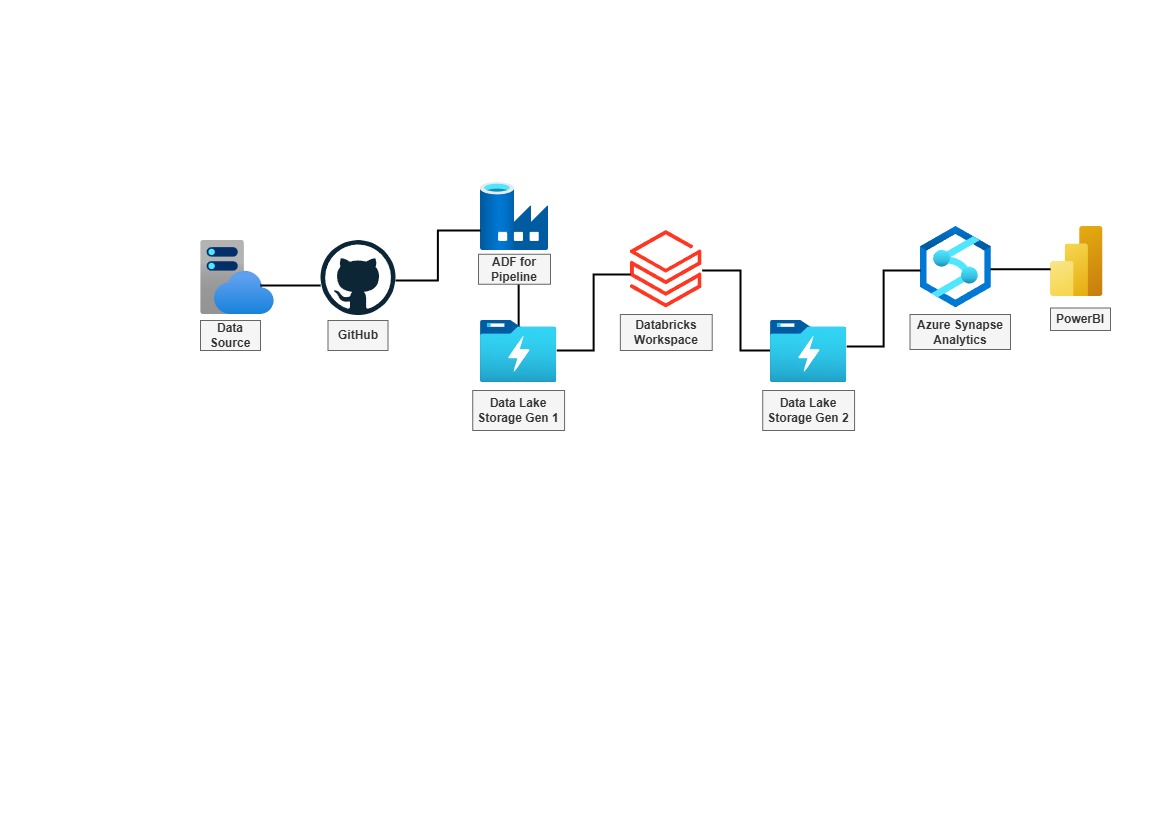 Data
Source
GitHub
ADF for
Pipeline
Data Lake
Storage Gen 1
Databricks
Workspace
Data Lake
Storage Gen 2
Azure Synapse
Analytics
PowerBI